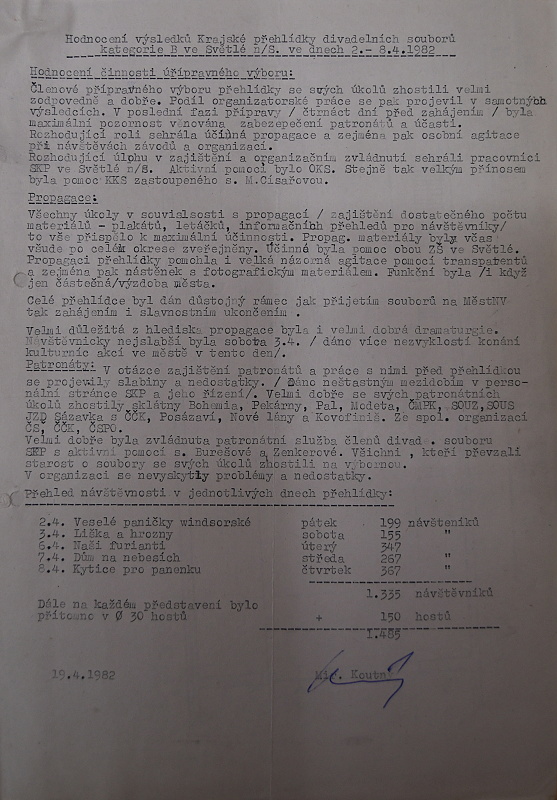 Hodnocení výsledků Krajské přehlídky divadelních souborů
kategorie B ve Světlé n/S. ve dnech 2.- 8.4.1982
Hodnocení činnosti úřípravného výboru:
Členové přípravného výboru přehlídky se svých úkolů zhostili velmi
zodpovedně a dobře. Podíl organizatorské práce se pak projevil v samotných
výsledcích. V poslední fazi přípravy / čtrnáct dní před zahájením / byla
maximální pozornost věnována zabezpečení patronátů a účasti.
Rozhodující roli sehrála účinná propagace a zejména pak osobní agitace
při návštěvách závodů a organizací.
Rozhodující úlphu v zajištění a organizačním zvládnutí sehráli pracovníci
SKP ve Světlé n/S. Aktivní pomocí bylo OKS. Stejně tak velkým přínosem
byla pomoc KKS zastoupeného s. M.Císařovou.
Propagace:
Všechny úkoly v souvislsosti s propagací / zajištění dostatečného počtu
materiálů - plakátů, letáčků, informačních přehledů pro návštěvníky/
to vše přispělo k maximální účinnosti. Propag. materiály byly včas
všude po celém okrese zveřejněny. Účinná byla pomoc obou ZŠ ve Světlé.
Propagaci přehlídky pomohla i velká názorná agitace pomocí transparentů
a zejména pak nástěnek s fotografickým materiálem. Funkční byla /i když
jen částečná/výzdoba města.
Celé přehlídce byl dán důstojný rámec jak přijetím souborů na MěstNV
tak zahájením i slavnostním ukončením .
Velmi důležitá z hlediska propagace byla i velmi dobrá dramaturgie.
Návštěvnicky nejslabší byla sobota 3.4. / dáno více nezvyklostí konání
kulturníc akcí ve městě v tento den/.
Patronáty: V otázce zajištění patronátů a práce s nimi před přehlídkou
se projevily slabiny a nedostatky. / Dáno neštastným mezidobím v perso-
nální stránce SKP a jeho řízení/. Velmi dobře se svých patronátních
úkolů zhostily sklátny Bohemia, Pekárny, Pal, Modeta, ČMPK, SOUZ,SOUS
JZD Sázavka s ČČK, Posázaví, Nové lány a Kovofiniš. Ze spol. organizací
ČS, ČČK, ČSPO.
Velmi dobře byla zvládnuta patronátní služba členů divad. souboru
SKP s aktivní pomocí s. Burešové a Zenkerové. Všichni , kteří převzali
starost o soubory se svých úkolů zhostili na výbornou.
V organizaci se nevyskytly problémy a nedostatky.
Přehled návštěvnosti v jednotlivých dnech přehlídky:
2.4. Veselé paničky windsorské pátek 199 návšteníků
3.4. Liška a hrozny sobota 155 "
6.4. Naši furianti úterý 347
7.4. Dům na nebesích středa 267 "
8.4. Kytice pro panenku čtvrtek 367 "
1.335 návštěvníků
Dále na každém představení bylo
přítomno v Ø 30 hostů + 150 hostů
1.485
19.4.1982 Mir. Koutn